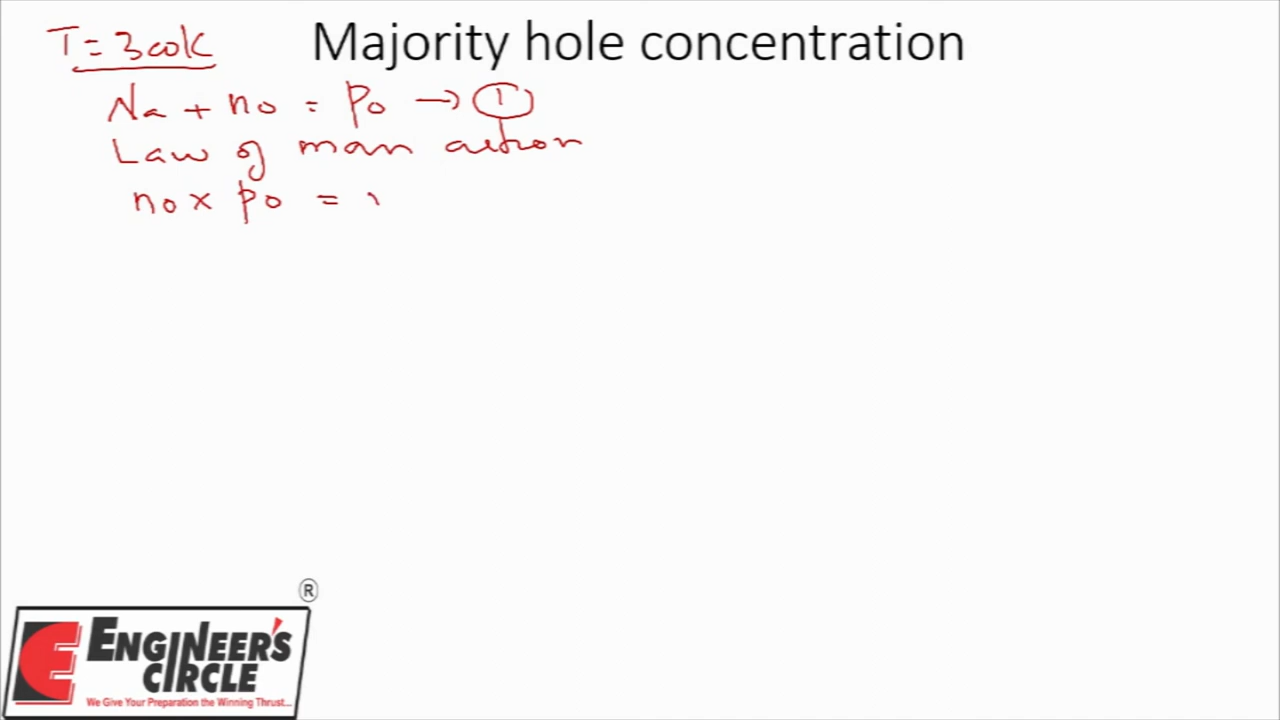 Majority hole concentration
T = 300K
Na + no = po → ①
Law of mass action
no x po =
®
ENGINEER'S
CIRCLE
We Give Your Preparation the Winning Thrust...